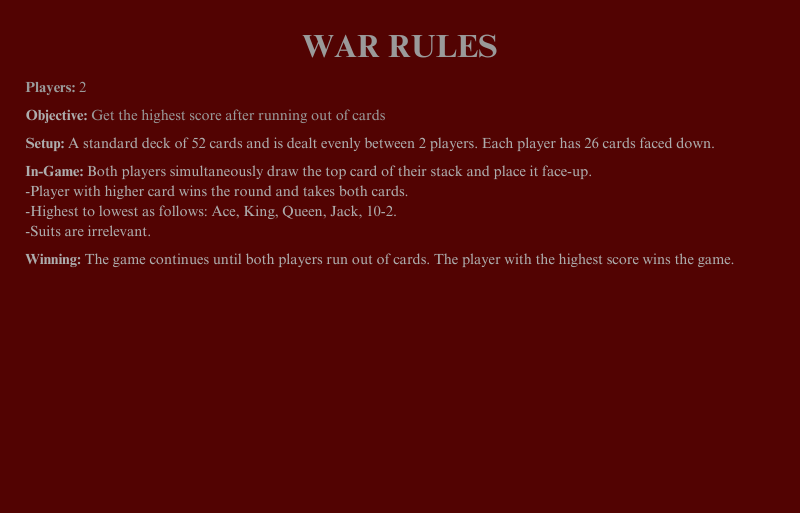 WAR RULES
Players: 2
Objective: Get the highest score after running out of cards
Setup: A standard deck of 52 cards and is dealt evenly between 2 players. Each player has 26 cards faced down.
In-Game: Both players simultaneously draw the top card of their stack and place it face-up.
-Player with higher card wins the round and takes both cards.
-Highest to lowest as follows: Ace, King, Queen, Jack, 10-2.
-Suits are irrelevant.
Winning: The game continues until both players run out of cards. The player with the highest score wins the game.